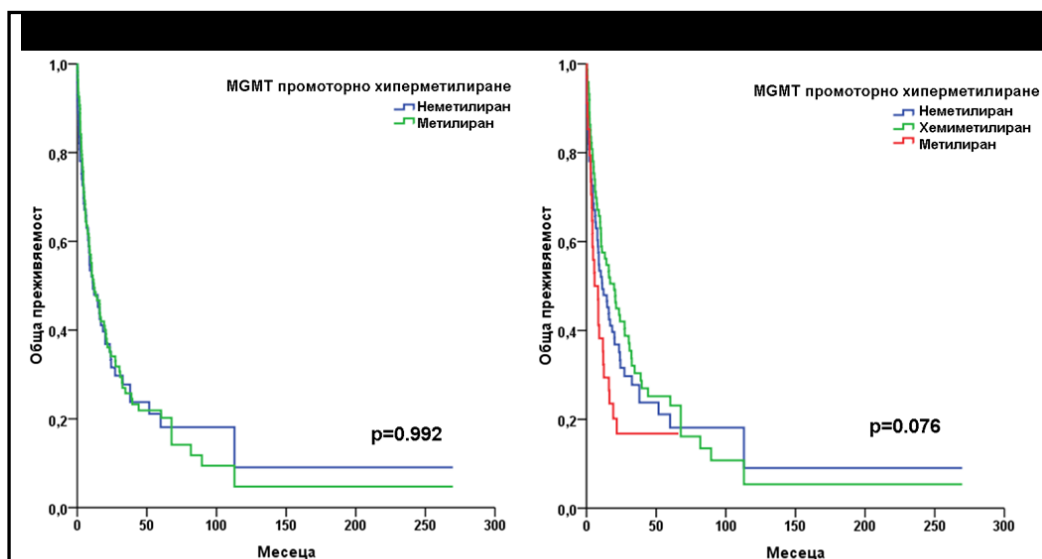 MGMT промоторно хиперметилиране
Неметилиран
Метилиран
Обща преживяемост
1,0
0,8
0,6
0,4
0,2
0,0
p=0.992
0
50
100
150
200
250
300
Месеца
MGMT промоторно хиперметилиране
Неметилиран
Хемиметилиран
Метилиран
Обща преживяемост
1,0
0,8
0,6
0,4
0,2
0,0
p=0.076
0
50
100
150
200
250
300
Месеца